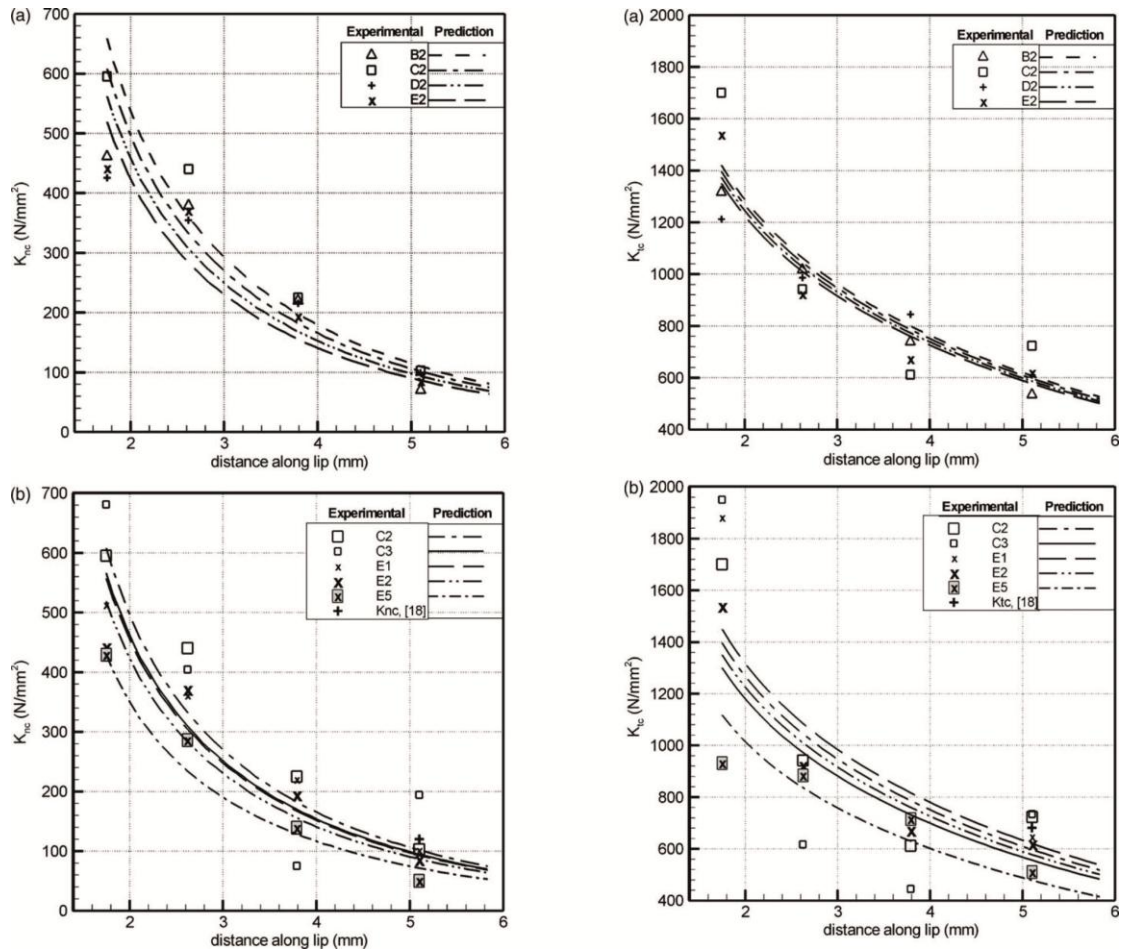 (a)
700
600
500
400
300
200
100
0
Knc (N/mm²)
2 3 4 5 6
distance along lip (mm)
Experimental Prediction
B2
C2
D2
E2
(a)
2000
1800
1600
1400
1200
1000
800
600
400
Ktc (N/mm²)
2 3 4 5 6
distance along lip (mm)
Experimental Prediction
B2
C2
D2
E2
(b)
700
600
500
400
300
200
100
0
Knc (N/mm²)
2 3 4 5 6
distance along lip (mm)
Experimental Prediction
C2
C3
E1
E2
E5
Knc, [18]
(b)
2000
1800
1600
1400
1200
1000
800
600
400
Ktc (N/mm²)
2 3 4 5 6
distance along lip (mm)
Experimental Prediction
C2
C3
E1
E2
E5
Ktc, [18]